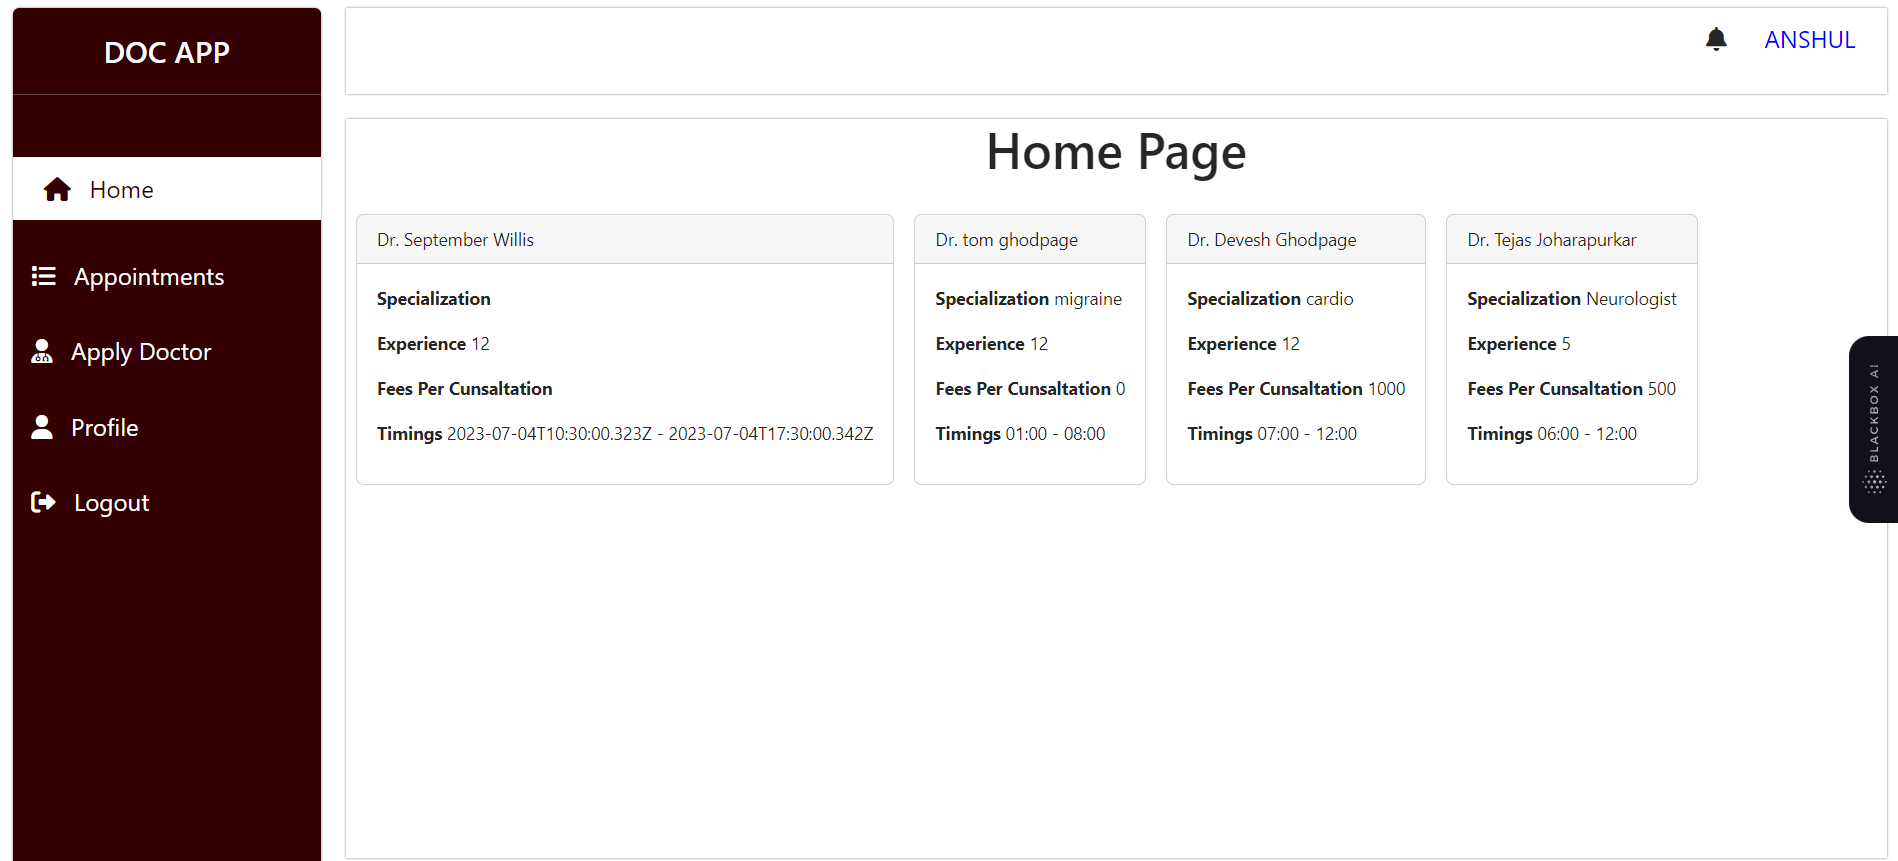 DOC APP
Home
Appointments
Apply Doctor
Profile
Logout
ANSHUL
Home Page
Dr. September Willis
Specialization
Experience 12
Fees Per Cunsaltation
Timings 2023-07-04T10:30:00.323Z - 2023-07-04T17:30:00.342Z
Dr. tom ghodpage
Specialization migraine
Experience 12
Fees Per Cunsaltation 0
Timings 01:00 - 08:00
Dr. Devesh Ghodpage
Specialization cardio
Experience 12
Fees Per Cunsaltation 1000
Timings 07:00 - 12:00
Dr. Tejas Joharapurkar
Specialization Neurologist
Experience 5
Fees Per Cunsaltation 500
Timings 06:00 - 12:00
BLACKBOX AI